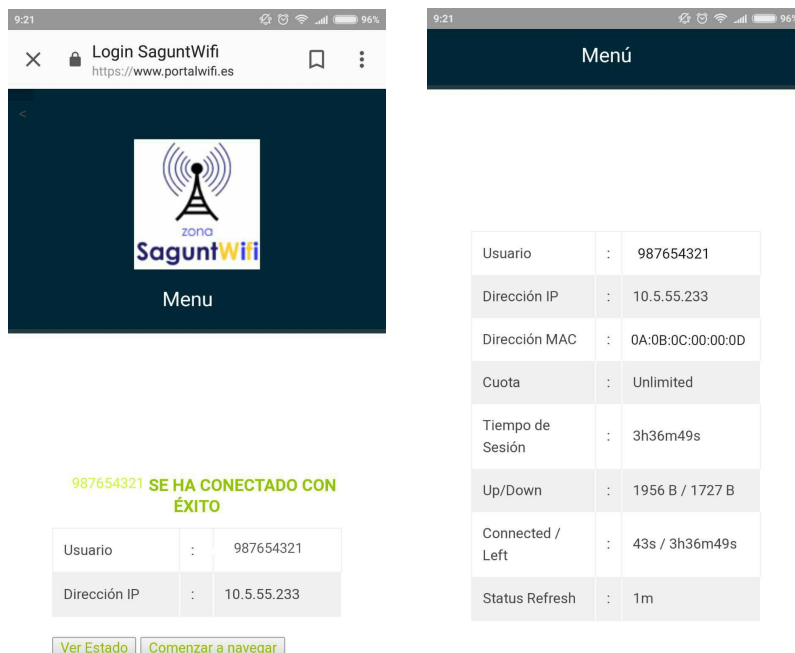 9:21
96%
Login SaguntWifi
https://www.portalwifi.es
<
zona
SaguntWifi
Menu
987654321 SE HA CONECTADO CON
ÉXITO
Usuario : 987654321
Dirección IP : 10.5.55.233
Ver Estado Comenzar a navegar
9:21
96%
Menú
Usuario : 987654321
Dirección IP : 10.5.55.233
Dirección MAC : 0A:0B:0C:00:00:0D
Cuota : Unlimited
Tiempo de
Sesión : 3h36m49s
Up/Down : 1956 B / 1727 B
Connected /
Left : 43s / 3h36m49s
Status Refresh : 1m